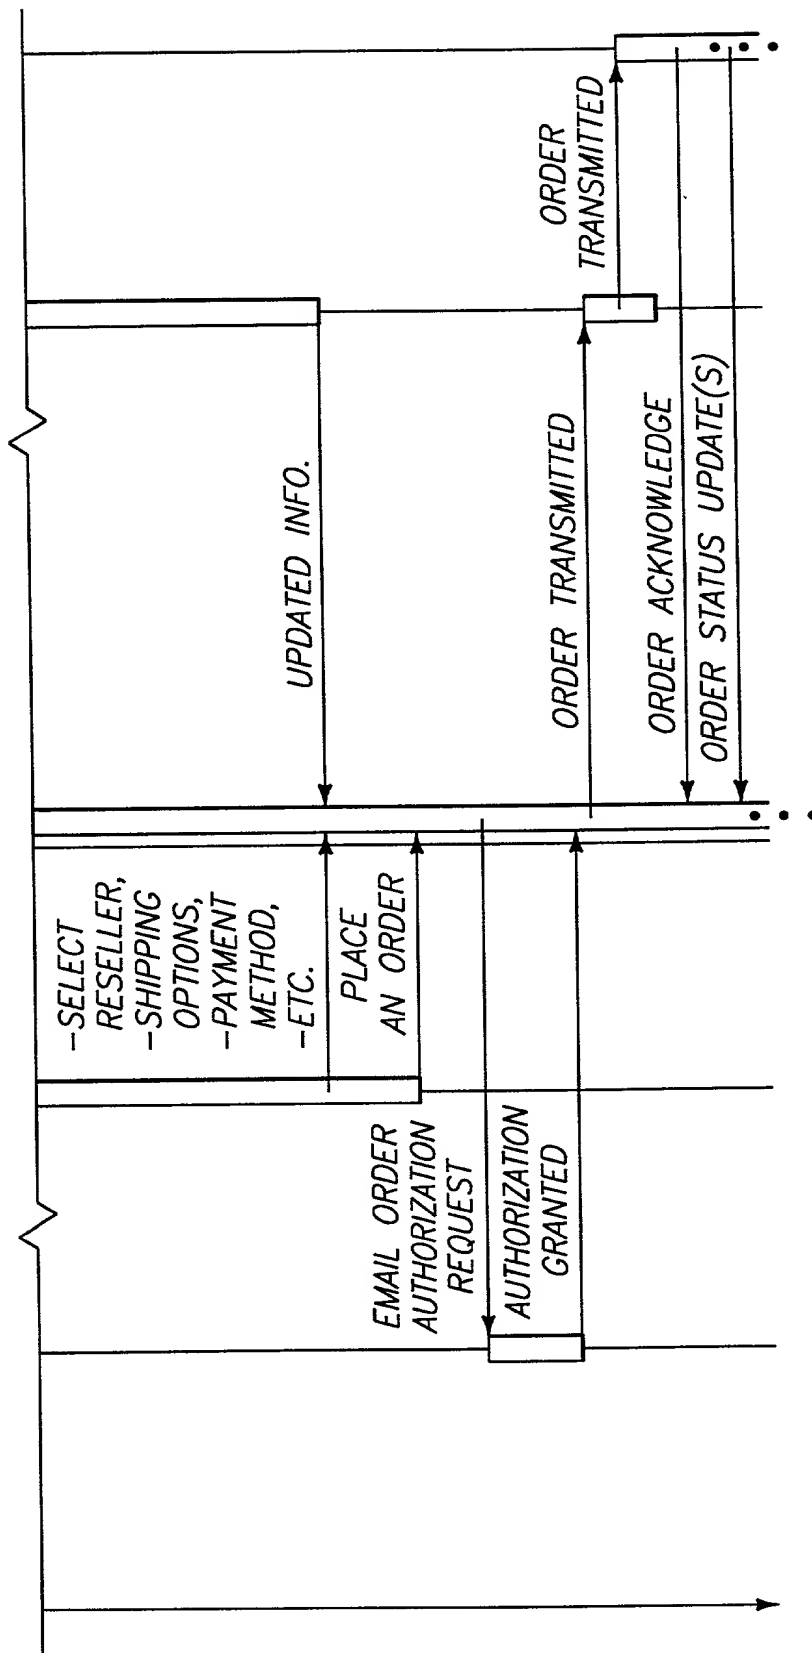 -SELECT
RESELLER,
-SHIPPING
OPTIONS,
-PAYMENT
METHOD,
-ETC.
UPDATED INFO.
PLACE
AN ORDER
EMAIL ORDER
AUTHORIZATION
REQUEST
AUTHORIZATION
GRANTED
ORDER TRANSMITTED
ORDER
TRANSMITTED
ORDER ACKNOWLEDGE
ORDER STATUS UPDATE(S)